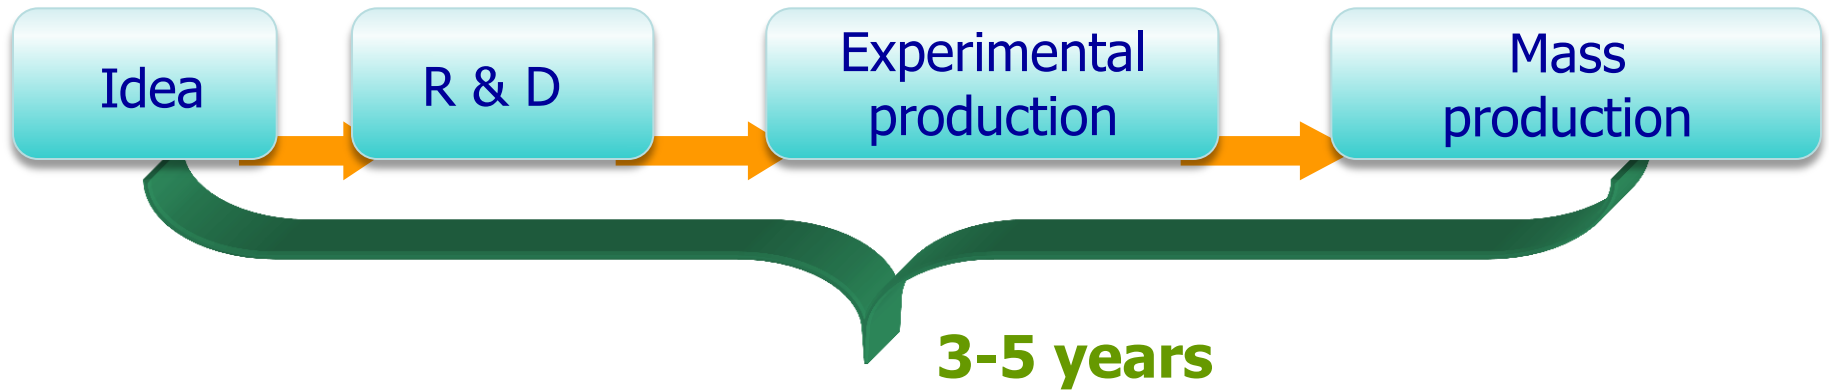 Idea
R & D
Experimental
production
Mass
production
3-5 years